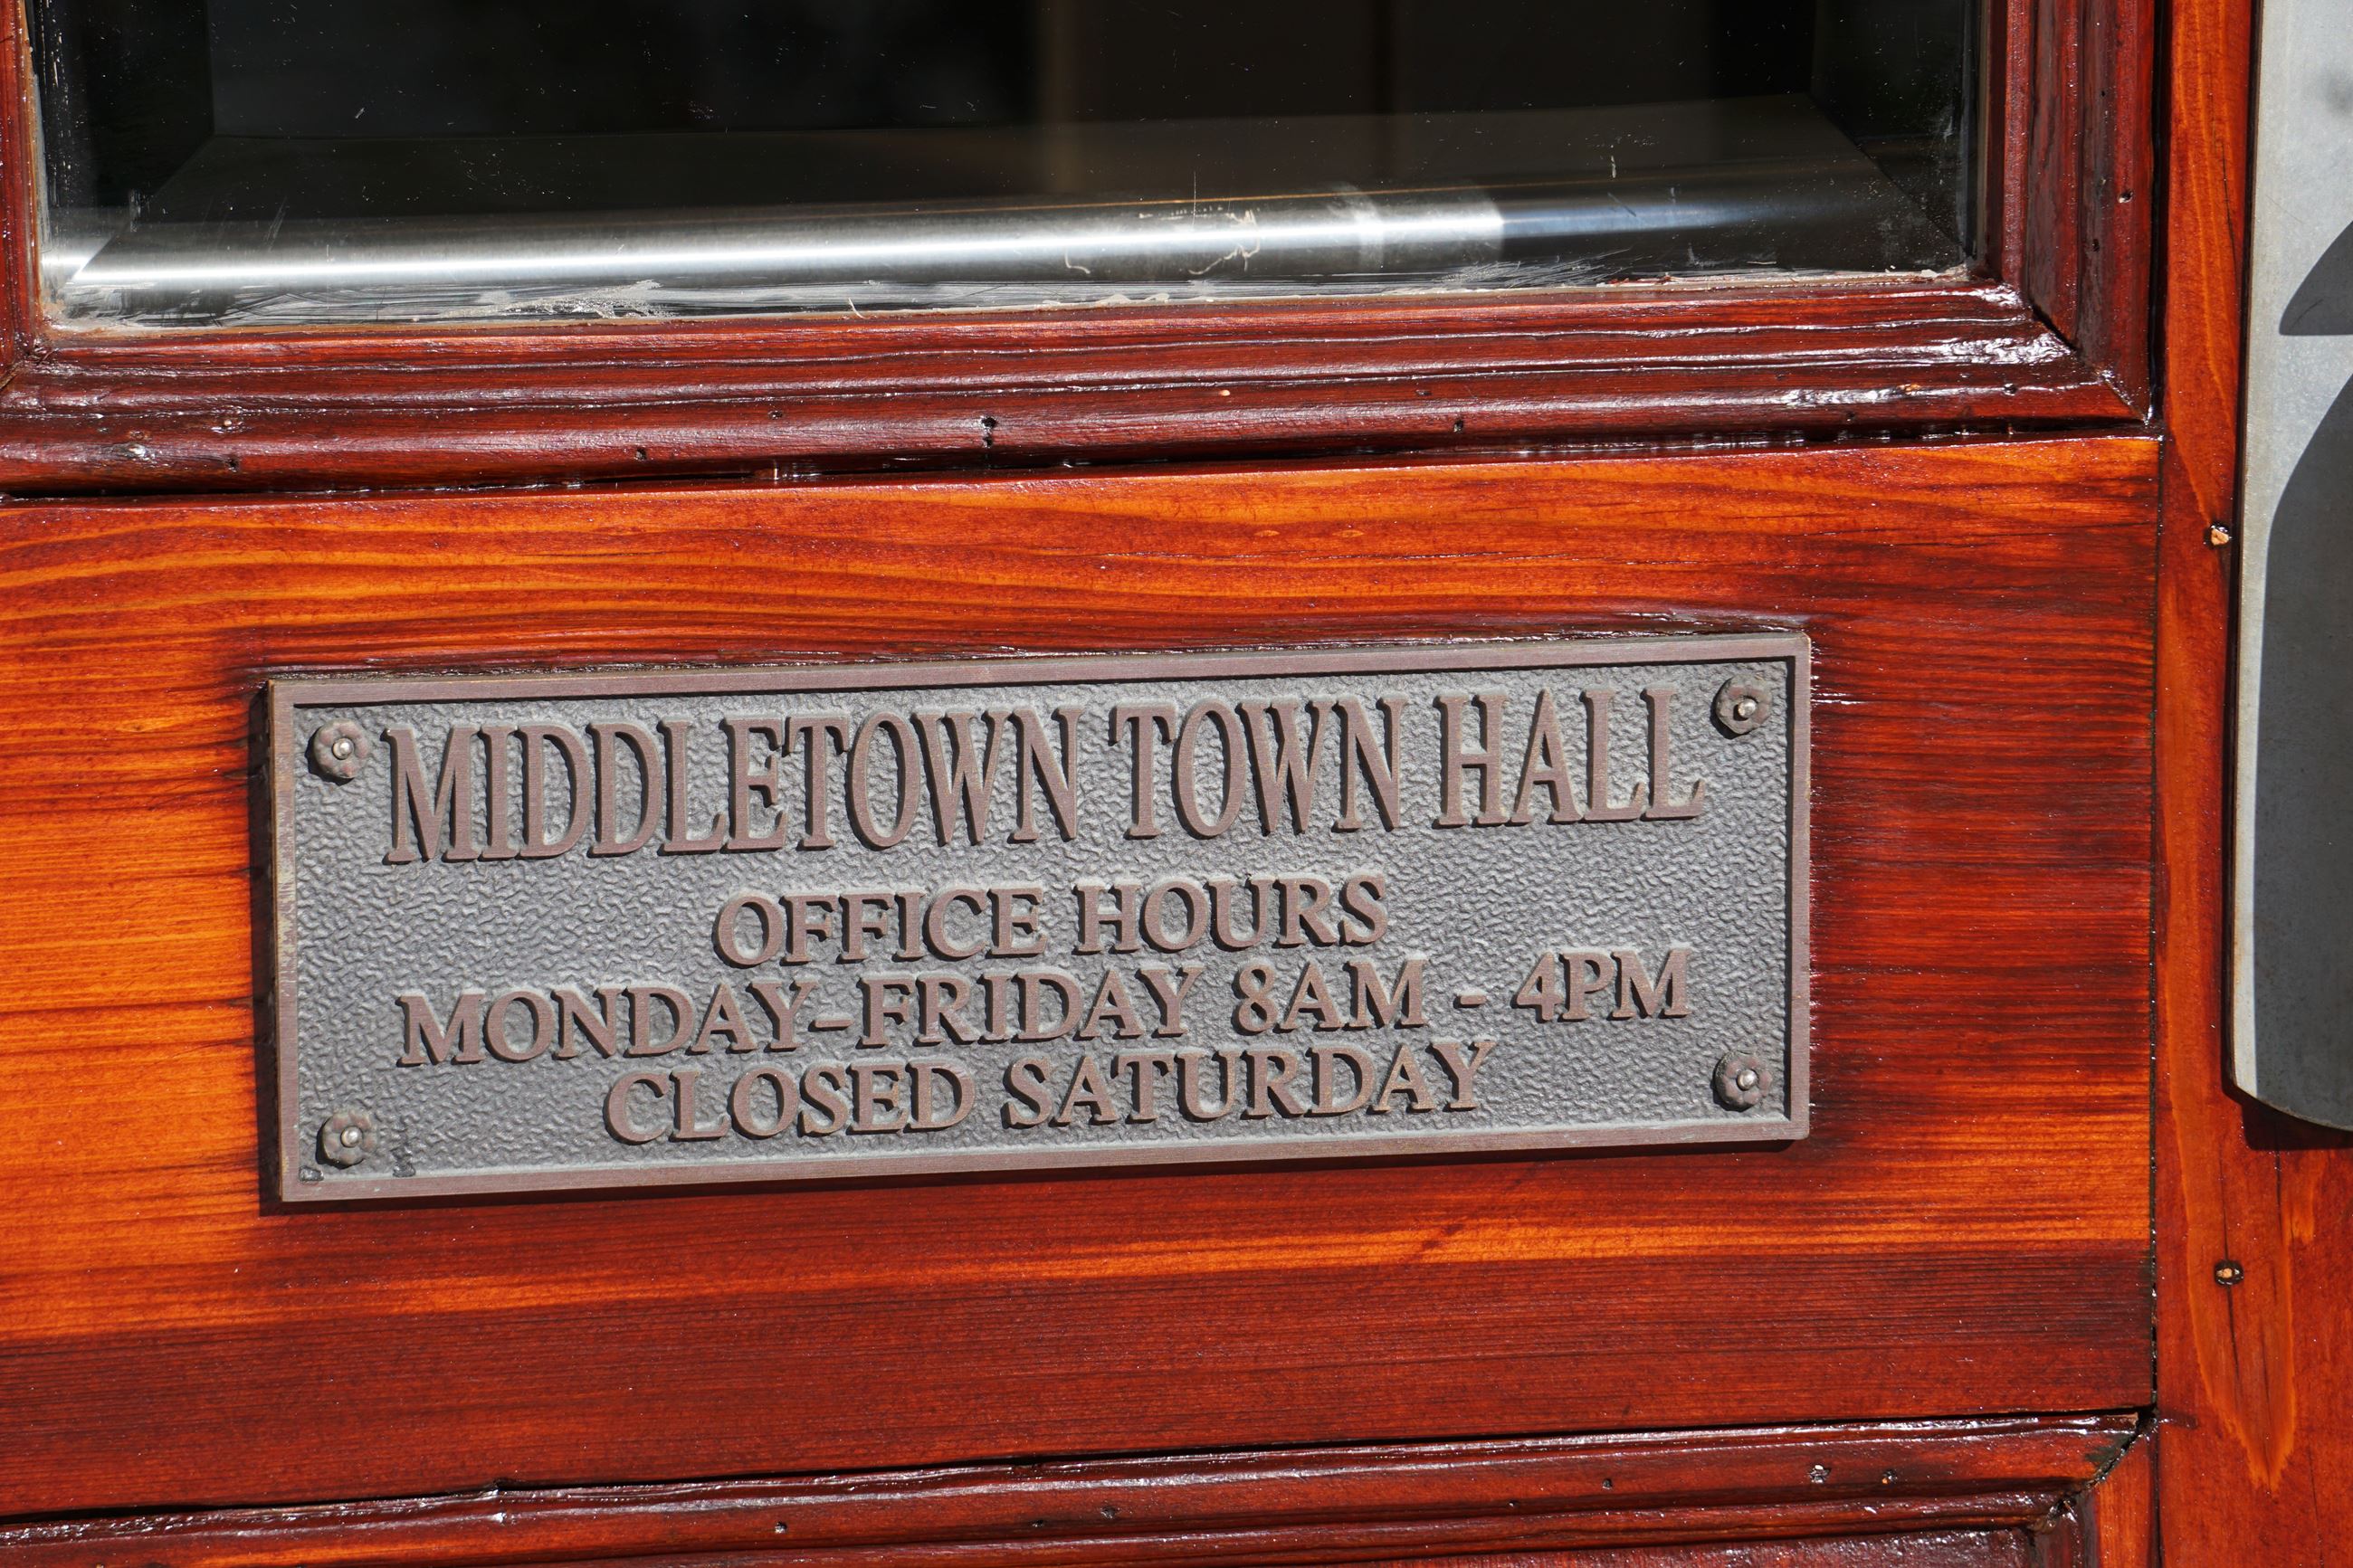 MIDDLETOWN TOWN HALL
OFFICE HOURS
MONDAY-FRIDAY 8AM - 4PM
CLOSED SATURDAY